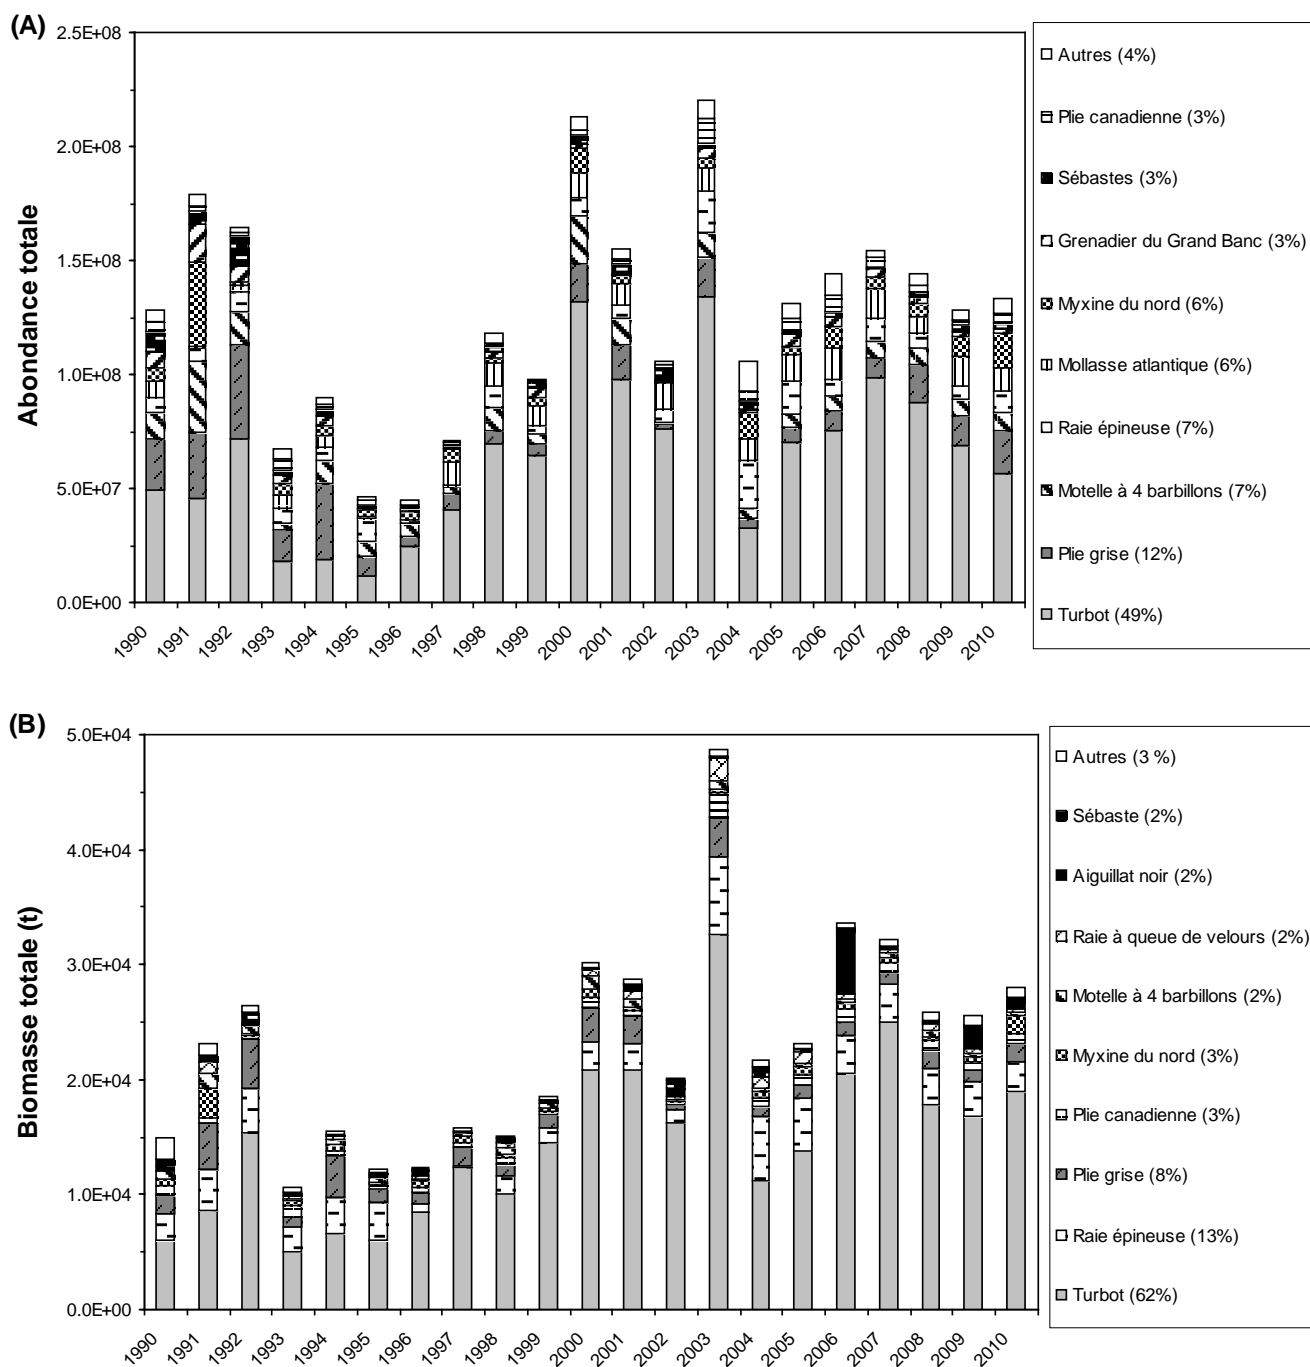 (A)
Abondance totale
2.5E+08
2.0E+08
1.5E+08
1.0E+08
5.0E+07
0.0E+00
1990
1991
1992
1993
1994
1995
1996
1997
1998
1999
2000
2001
2002
2003
2004
2005
2006
2007
2008
2009
2010
Autres (4%)
Plie canadienne (3%)
Sébastes (3%)
Grenadier du Grand Banc (3%)
Myxine du nord (6%)
Mollasse atlantique (6%)
Raie épineuse (7%)
Motelle à 4 barbillons (7%)
Plie grise (12%)
Turbot (49%)
(B)
Biomasse totale (t)
5.0E+04
4.0E+04
3.0E+04
2.0E+04
1.0E+04
0.0E+00
1990
1991
1992
1993
1994
1995
1996
1997
1998
1999
2000
2001
2002
2003
2004
2005
2006
2007
2008
2009
2010
Autres (3 %)
Sébaste (2%)
Aiguillat noir (2%)
Raie à queue de velours (2%)
Motelle à 4 barbillons (2%)
Myxine du nord (3%)
Plie canadienne (3%)
Plie grise (8%)
Raie épineuse (13%)
Turbot (62%)